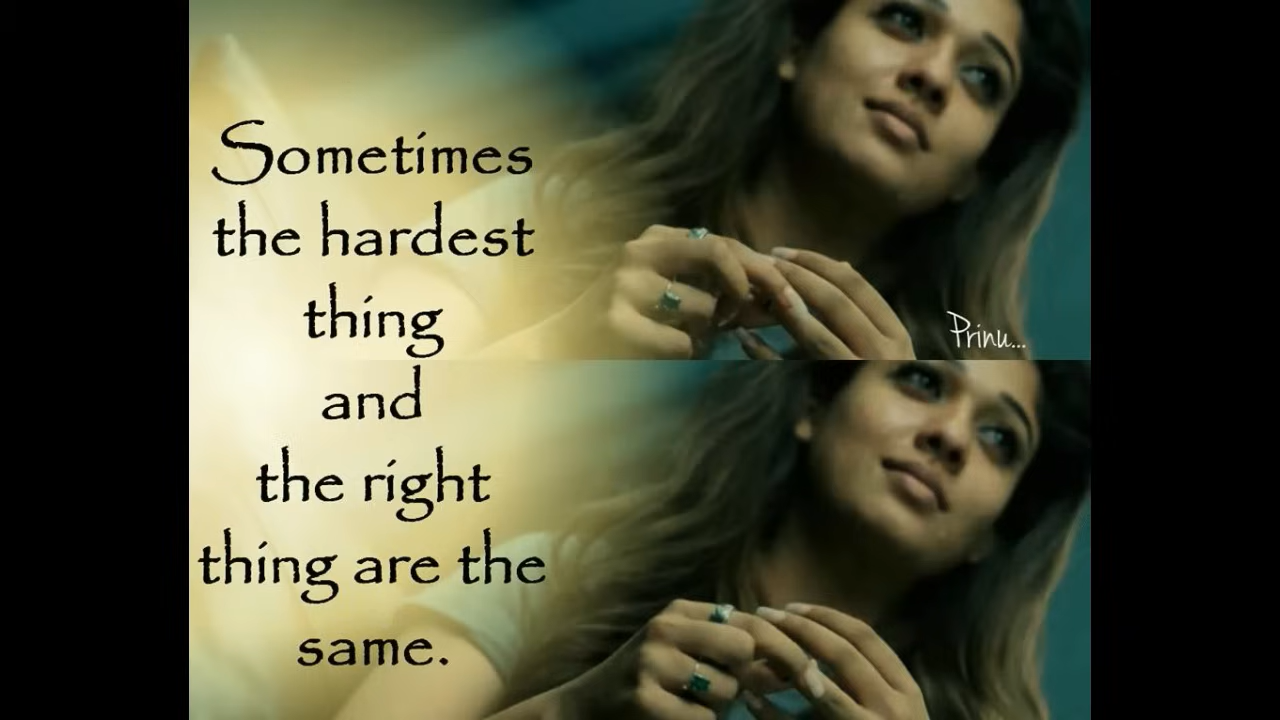 Sometimes
the hardest
thing
and
the right
thing are the
same.
Prinu...